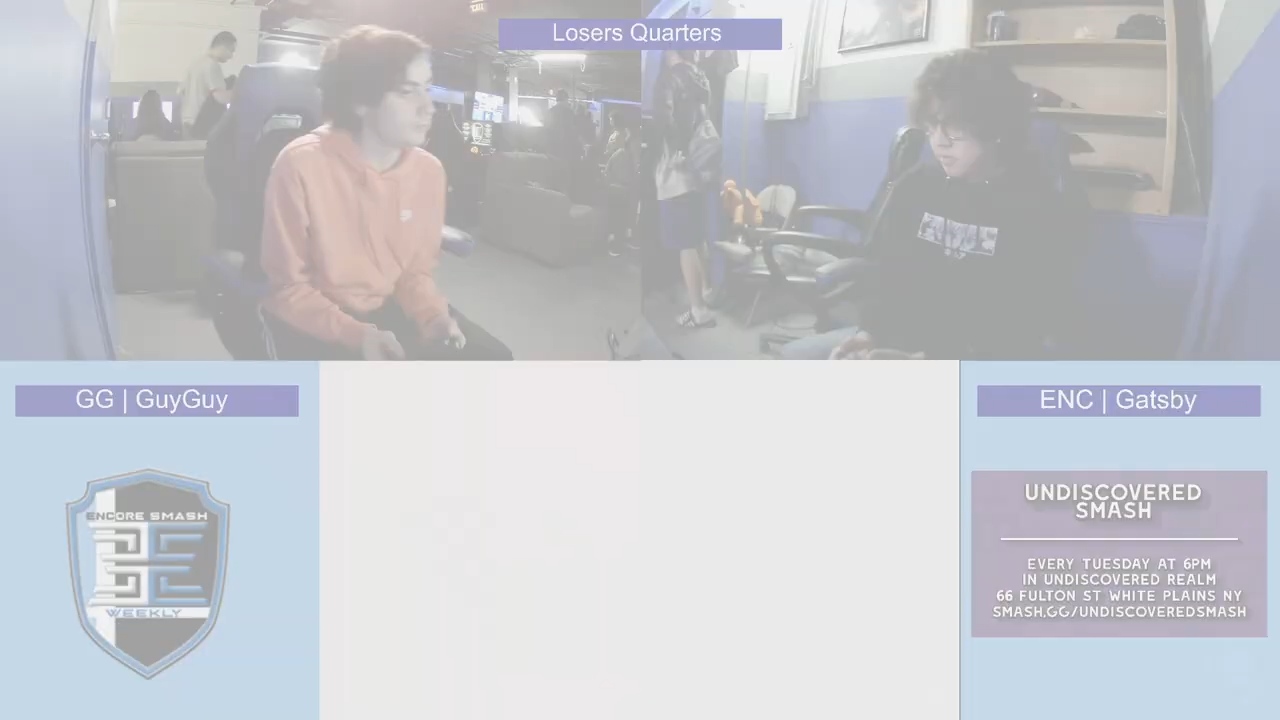 Losers Quarters
GG | GuyGuy
ENC | Gatsby
ENCORE SMASH
WEEKLY
UNDISCOVERED
SMASH
EVERY TUESDAY AT 6PM
IN UNDISCOVERED REALM
66 FULTON ST WHITE PLAINS NY
SMASH.GG/UNDISCOVEREDSMASH